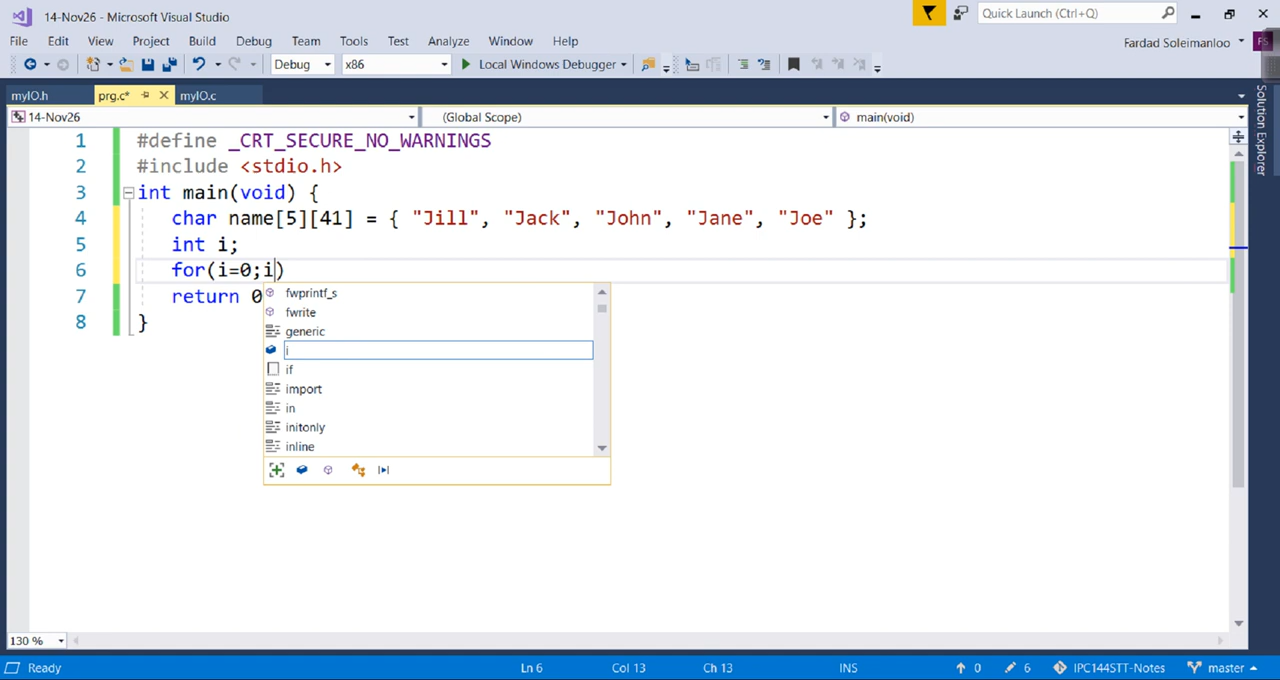 14-Nov26 - Microsoft Visual Studio
Quick Launch (Ctrl+Q)
File Edit View Project Build Debug Team Tools Test Analyze Window Help
Fardad Soleimanloo FS
Debug x86 Local Windows Debugger
myIO.h prg.c* myIO.c
Solution Explorer
14-Nov26 (Global Scope) main(void)
1 #define _CRT_SECURE_NO_WARNINGS
2 #include <stdio.h>
3 int main(void) {
4 char name[5][41] = { "Jill", "Jack", "John", "Jane", "Joe" };
5 int i;
6 for(i=0;i)
7 return 0
8 }
fwprintf_s
fwrite
generic
i
if
import
in
initonly
inline
130 %
Ready Ln 6 Col 13 Ch 13 INS 0 6 IPC144STT-Notes master